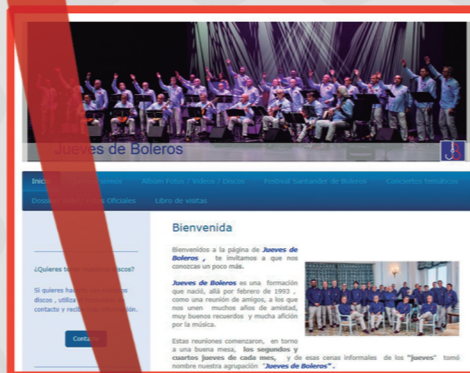 Jueves de Boleros
JB
Inicio
Álbum Fotos / Videos / Discos
Festival Santander de Boleros
Conciertos temáticos
Oficiales
Libro de visitas
Bienvenida
Bienvenidos a la página de Jueves de
Boleros , te invitamos a que nos
conozcas un poco más.
Jueves de Boleros es una formación
que nació, allá por febrero de 1993 ,
como una reunión de amigos, a los que
nos unen muchos años de amistad,
muy buenos recuerdos y mucha afición
por la música.
Estas reuniones comenzaron, en torno
a una buena mesa, los segundos y
cuartos jueves de cada mes, y de esas cenas informales de los "jueves" tomó
nombre nuestra agrupación: "Jueves de Boleros" .
¿Quieres discos?
Si quieres
discos , utiliza
contacto y